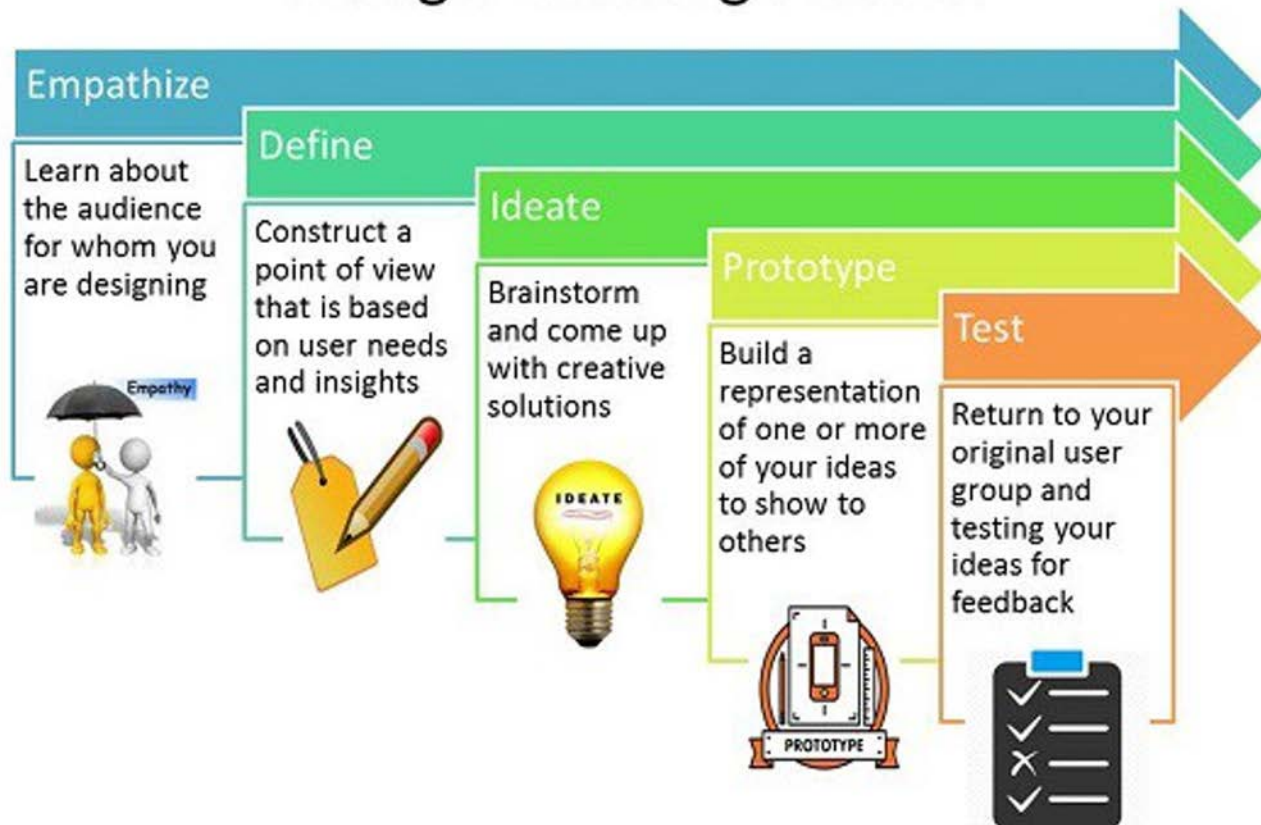 Empathize
Learn about
the audience
for whom you
are designing
Empathy
Define
Construct a
point of view
that is based
on user needs
and insights
Ideate
Brainstorm
and come up
with creative
solutions
IDEATE
Prototype
Build a
representation
of one or more
of your ideas
to show to
others
PROTOTYPE
Test
Return to your
original user
group and
testing your
ideas for
feedback